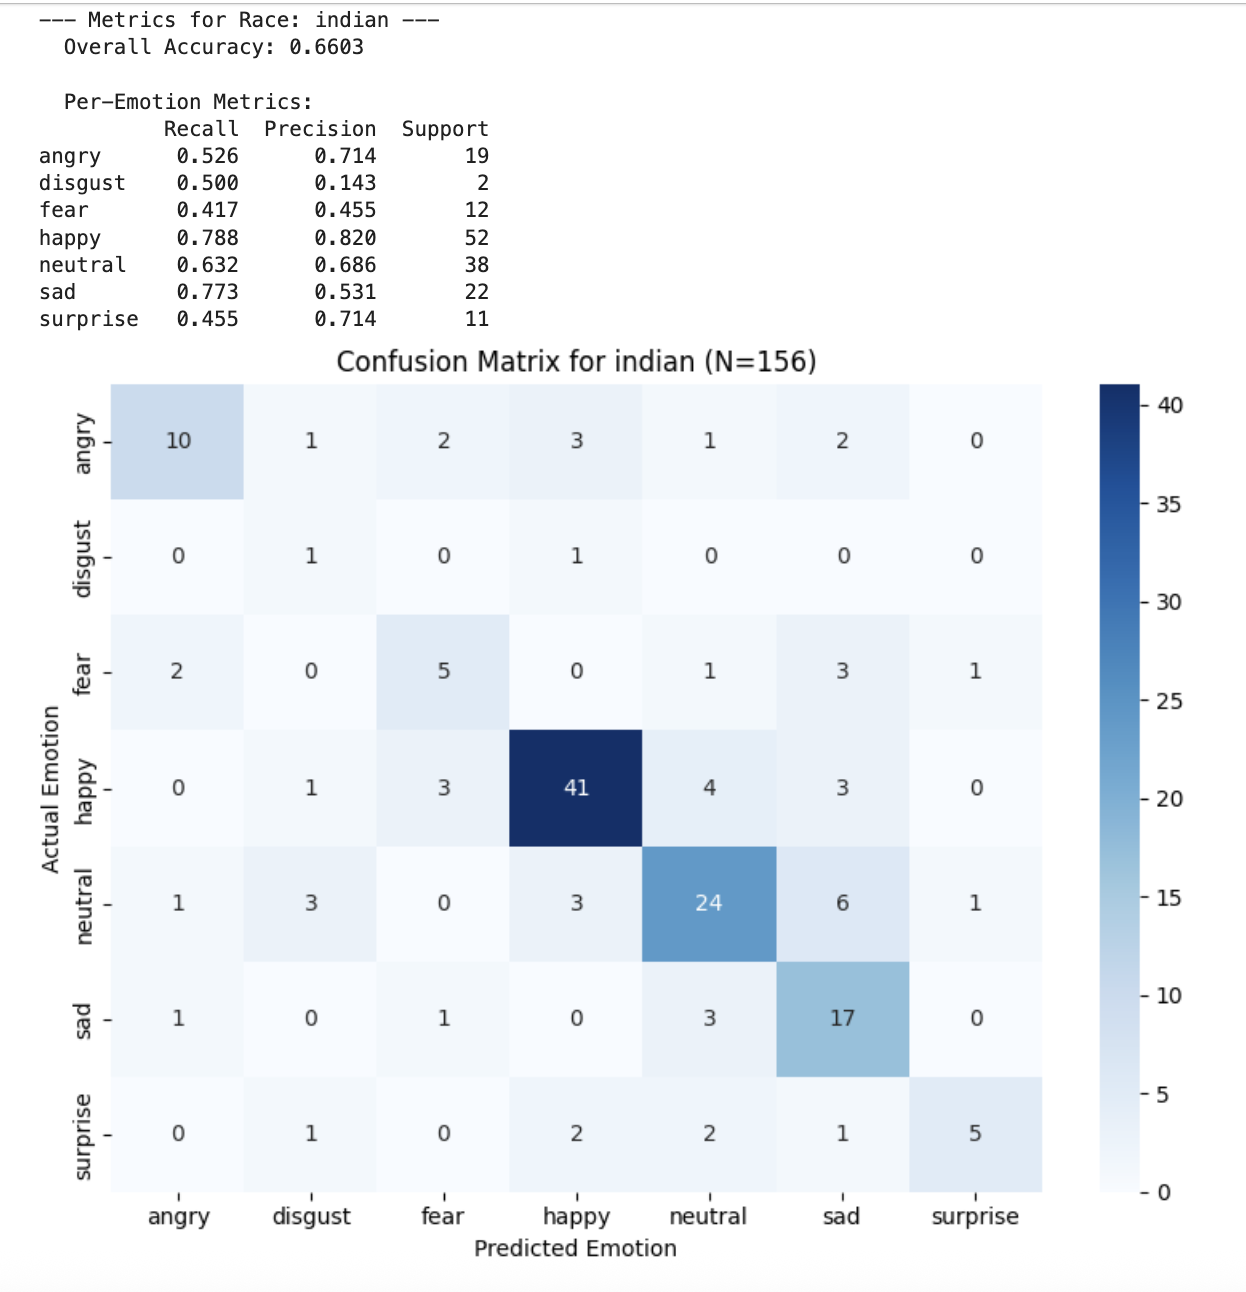 --- Metrics for Race: indian ---
Overall Accuracy: 0.6603
Per-Emotion Metrics:
Recall Precision Support
angry 0.526 0.714 19
disgust 0.500 0.143 2
fear 0.417 0.455 12
happy 0.788 0.820 52
neutral 0.632 0.686 38
sad 0.773 0.531 22
surprise 0.455 0.714 11
Confusion Matrix for indian (N=156)
angry 10 1 2 3 1 2 0
disgust 0 1 0 1 0 0 0
fear 2 0 5 0 1 3 1
happy 0 1 3 41 4 3 0
neutral 1 3 0 3 24 6 1
sad 1 0 1 0 3 17 0
surprise 0 1 0 2 2 1 5
angry disgust fear happy neutral sad surprise
Predicted Emotion
Actual Emotion
40
35
30
25
20
15
10
5
0